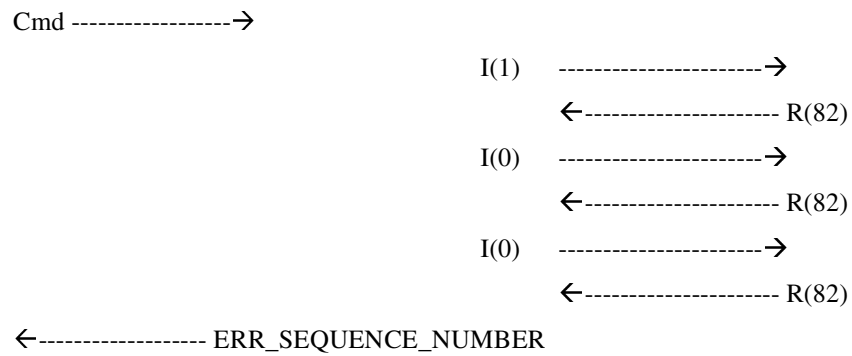 Cmd ------------------→
I(1) -----------------------→
←---------------------- R(82)
I(0) -----------------------→
←---------------------- R(82)
I(0) -----------------------→
←---------------------- R(82)
←------------------- ERR_SEQUENCE_NUMBER